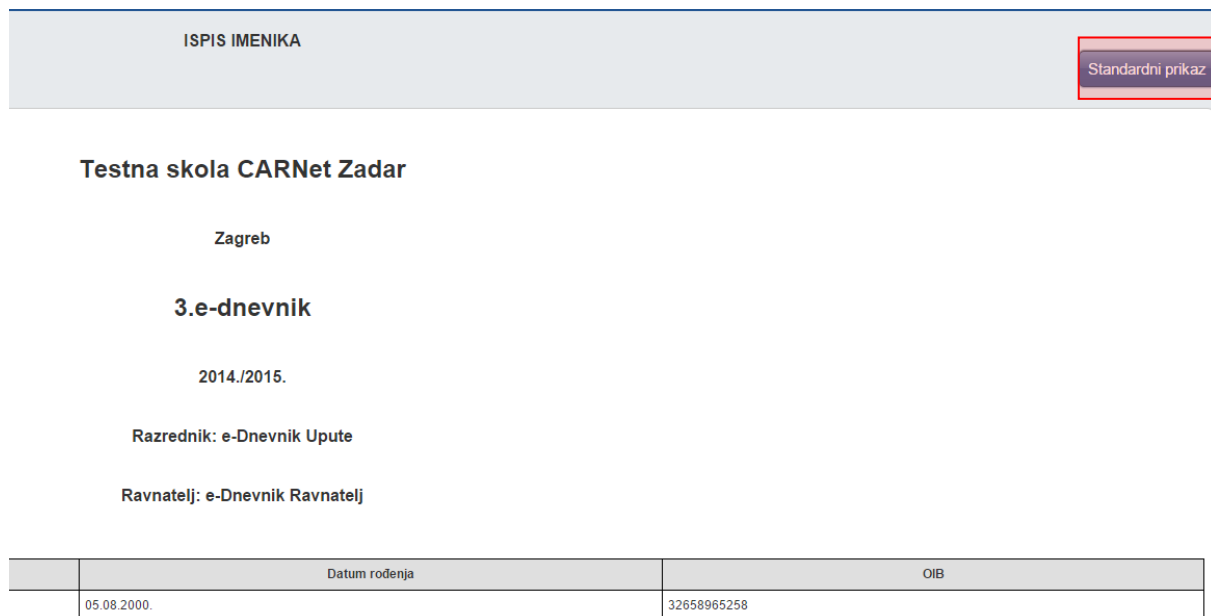 ISPIS IMENIKA
Standardni prikaz
Testna skola CARNet Zadar
Zagreb
3.e-dnevnik
2014./2015.
Razrednik: e-Dnevnik Upute
Ravnatelj: e-Dnevnik Ravnatelj
Datum rođenja OIB
05.08.2000. 32658965258